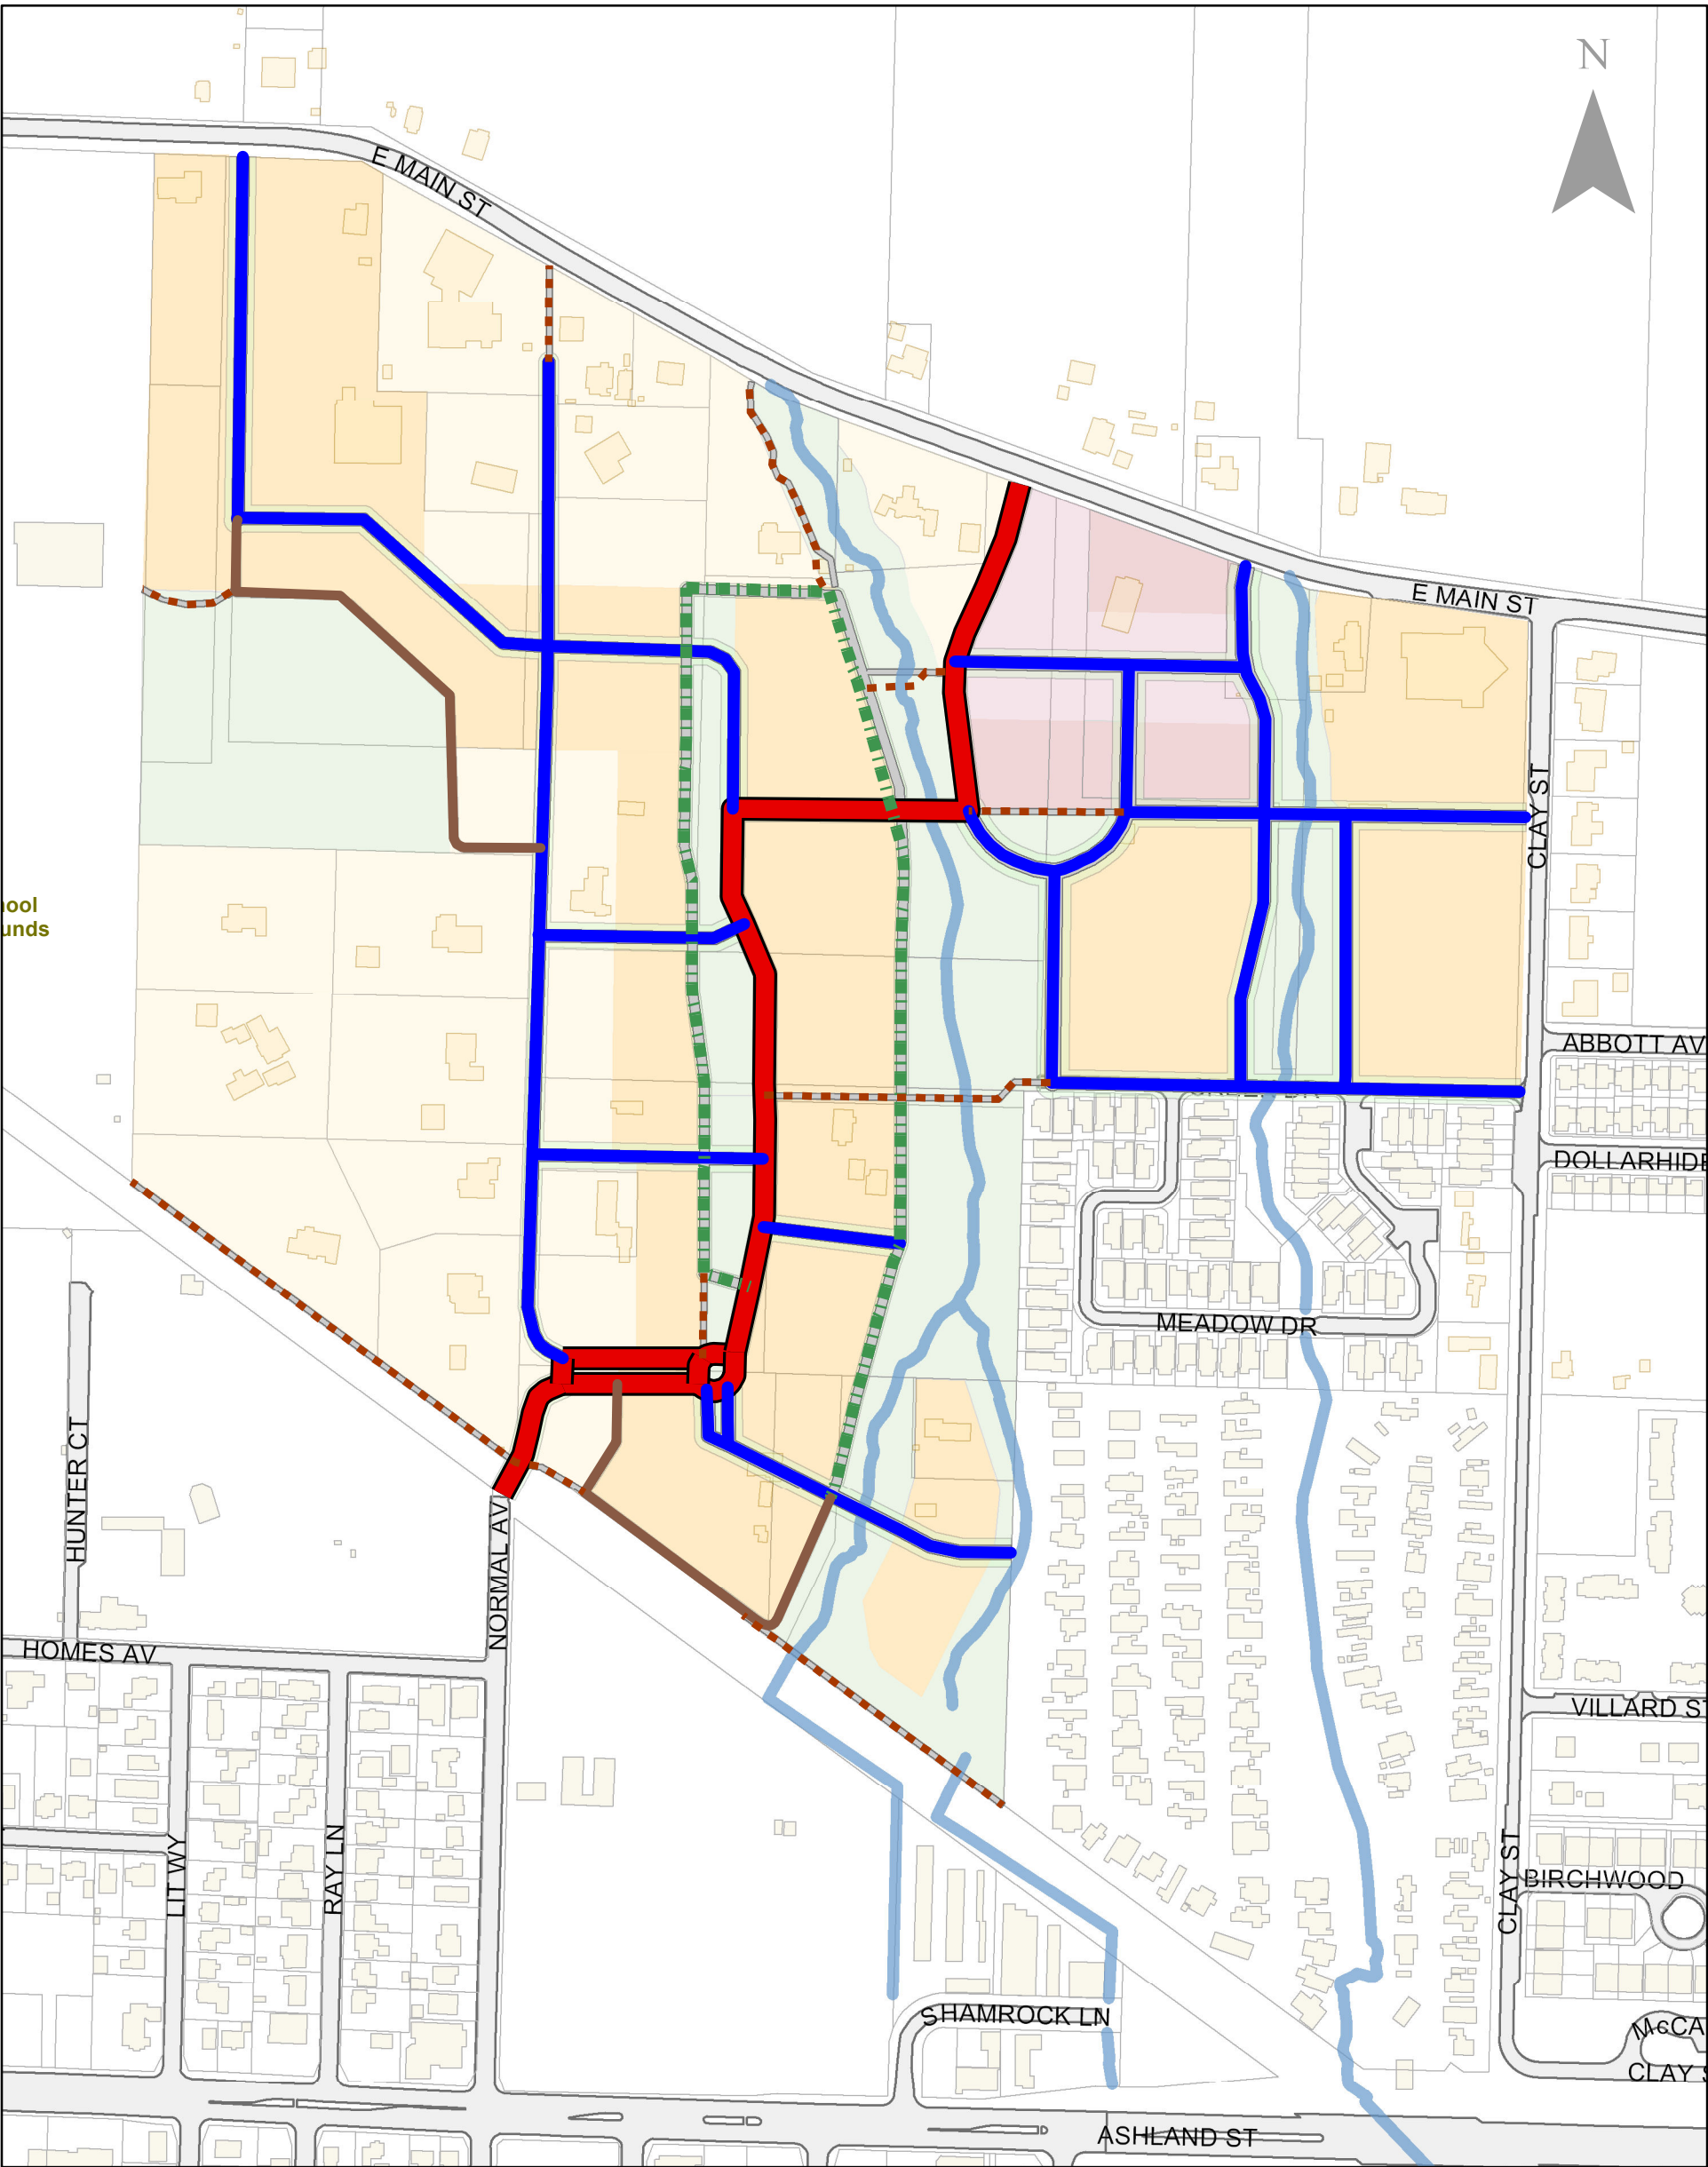 N
E MAIN ST
E MAIN ST
CLAY ST
hool
unds
ABBOTT AV
DOLLARHIDE
MEADOW DR
HUNTER CT
NORMAL AV
HOMES AV
VILLARD S
LIT WY
RAY LN
CLAY ST
BIRCHWOOD
SHAMROCK LN
McCA
CLAY S
ASHLAND ST